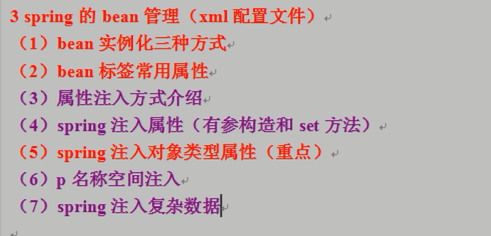 3 spring 的 bean 管理（xml 配置文件）
（1）bean 实例化三种方式
（2）bean 标签常用属性
（3）属性注入方式介绍
（4）spring 注入属性（有参构造和 set 方法）
（5）spring 注入对象类型属性（重点）
（6）p 名称空间注入
（7）spring 注入复杂数据